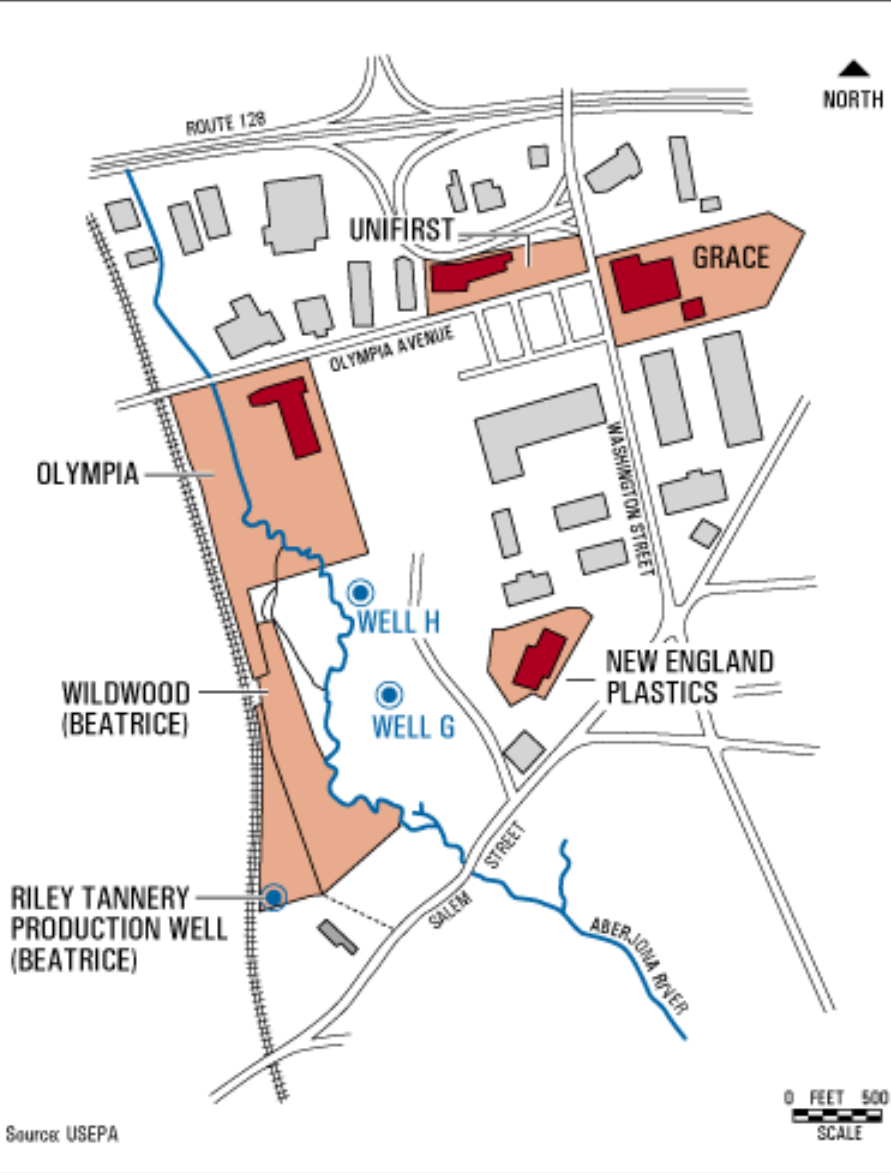 NORTH
ROUTE 128
UNIFIRST
GRACE
OLYMPIA AVENUE
OLYMPIA
WASHINGTON STREET
WELL H
NEW ENGLAND
PLASTICS
WILDWOOD
(BEATRICE)
WELL G
SALEM STREET
RILEY TANNERY
PRODUCTION WELL
(BEATRICE)
ABERJONA RIVER
0 FEET 500
SCALE
Source: USEPA